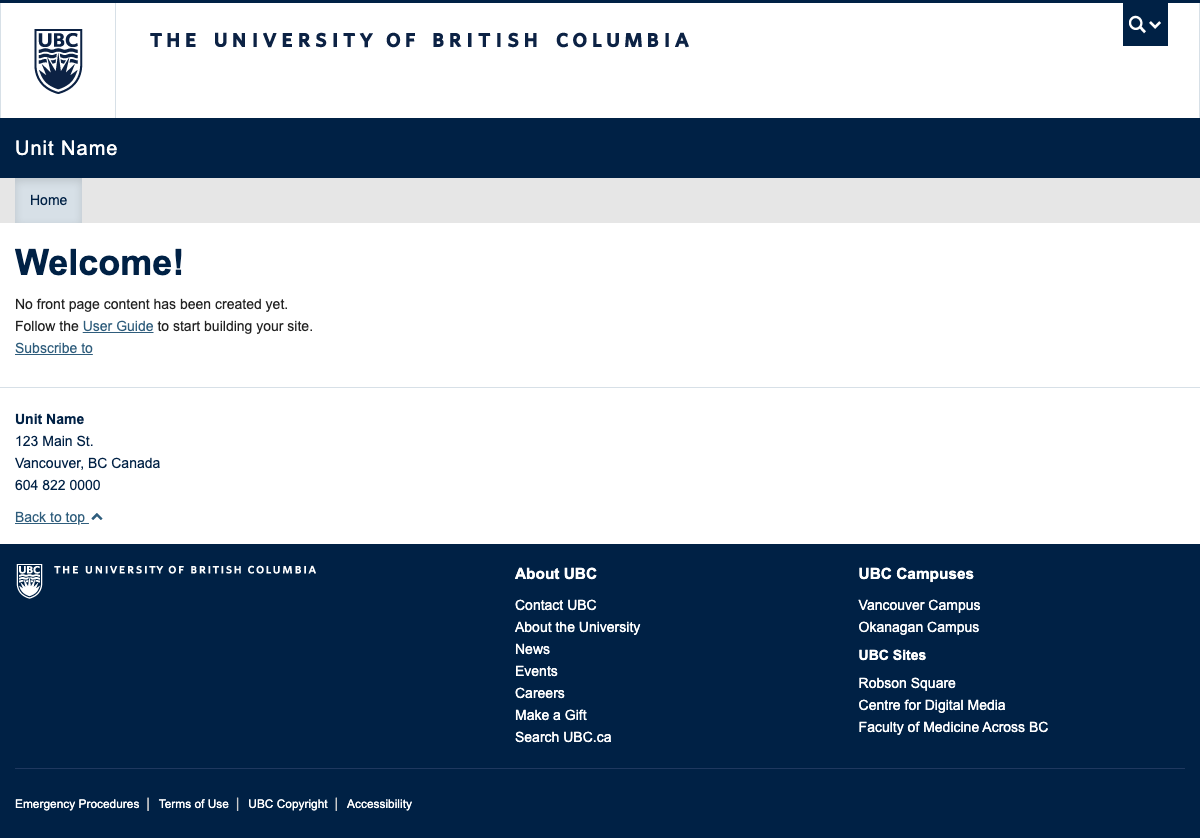 UBC
THE UNIVERSITY OF BRITISH COLUMBIA
Unit Name
Home
Welcome!
No front page content has been created yet.
Follow the User Guide to start building your site.
Subscribe to
Unit Name
123 Main St.
Vancouver, BC Canada
604 822 0000
Back to top
UBC
THE UNIVERSITY OF BRITISH COLUMBIA
About UBC
Contact UBC
About the University
News
Events
Careers
Make a Gift
Search UBC.ca
UBC Campuses
Vancouver Campus
Okanagan Campus
UBC Sites
Robson Square
Centre for Digital Media
Faculty of Medicine Across BC
Emergency Procedures | Terms of Use | UBC Copyright | Accessibility